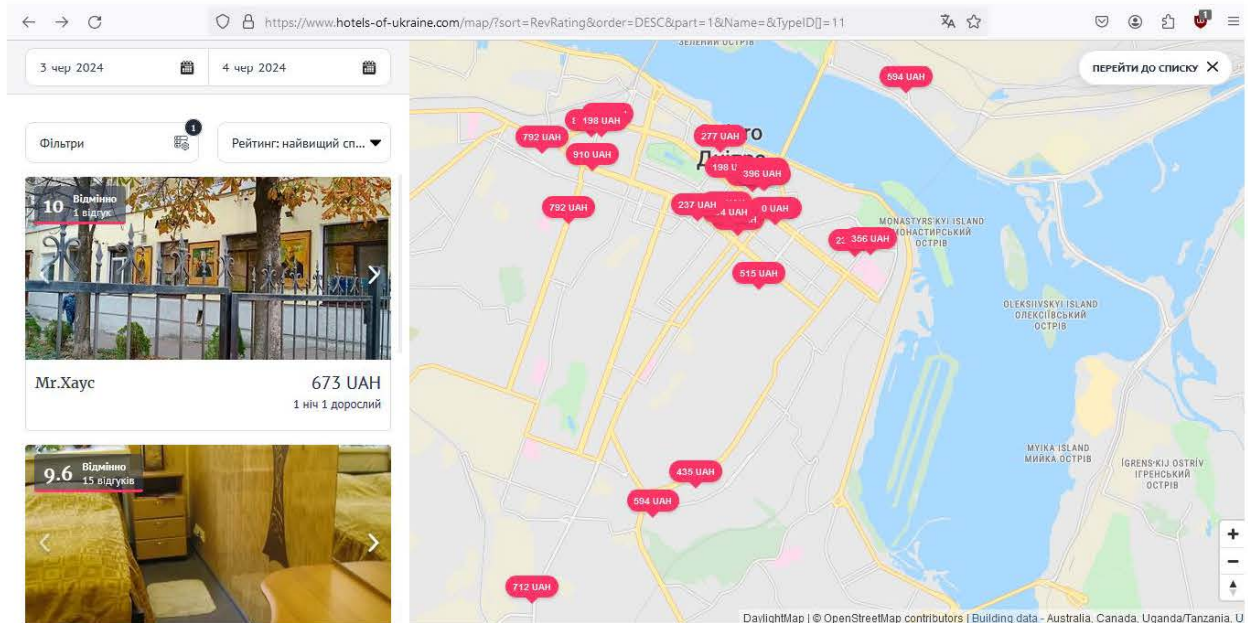 https://www.hotels-of-ukraine.com/map/?sort=RevRating&order=DESC&part=1&Name=&TypeID[]=11
1
3 чер 2024
4 чер 2024
Фільтри
1
Рейтинг: найвищий сп...
10
Відмінно
1 відгук
Mr.Хаус
673 UAH
1 ніч 1 дорослий
9.6
Відмінно
15 відгуків
ПЕРЕЙТИ ДО СПИСКУ
ЗЕЛЕНИЙ ОСТРІВ
594 UAH
198 UAH
792 UAH
910 UAH
277 UAH
396 UAH
792 UAH
237 UAH
356 UAH
MONASTYRS'KYI ISLAND
МОНАСТИРСЬКИЙ
ОСТРІВ
515 UAH
OLEKSIIVSKYI ISLAND
ОЛЕКСІЇВСЬКИЙ
ОСТРІВ
MYIKA ISLAND
МИЙКА ОСТРІВ
IGRENS'KIJ OSTRIV
ІГРЕНСЬКИЙ
ОСТРІВ
435 UAH
594 UAH
712 UAH
DaylightMap | © OpenStreetMap contributors | Building data - Australia, Canada, Uganda/Tanzania, U